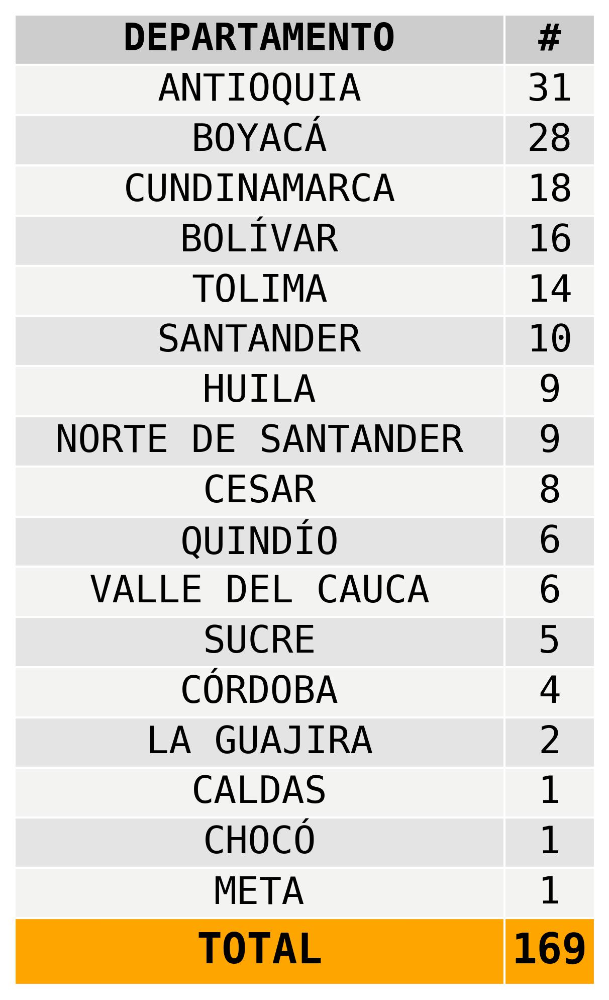 DEPARTAMENTO #
ANTIOQUIA 31
BOYACÁ 28
CUNDINAMARCA 18
BOLÍVAR 16
TOLIMA 14
SANTANDER 10
HUILA 9
NORTE DE SANTANDER 9
CESAR 8
QUINDÍO 6
VALLE DEL CAUCA 6
SUCRE 5
CÓRDOBA 4
LA GUAJIRA 2
CALDAS 1
CHOCÓ 1
META 1
TOTAL 169